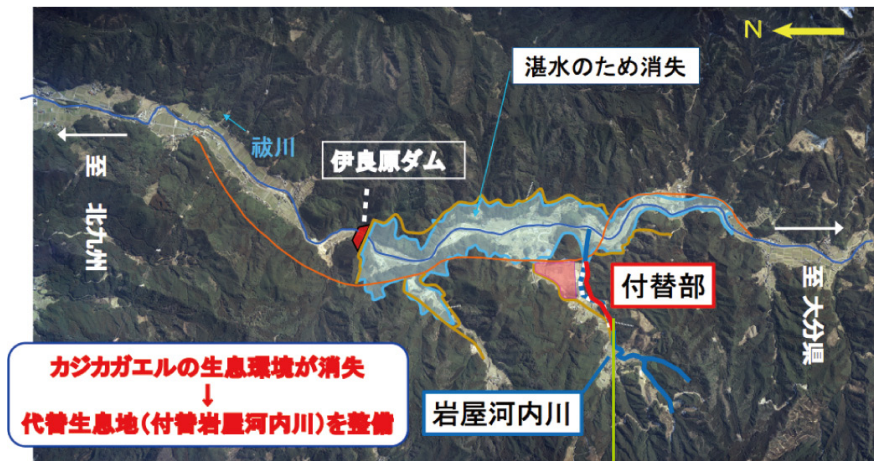 N
湛水のため消失
祓川
伊良原ダム
至 北九州
付替部
至 大分県
カジカガエルの生息環境が消失
↓
代替生息地(付替岩屋河内川)を整備
岩屋河内川